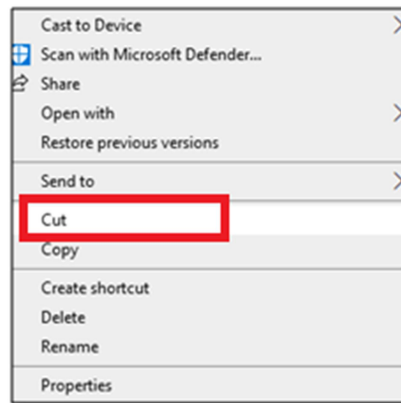 Cast to Device
Scan with Microsoft Defender...
Share
Open with
Restore previous versions
Send to
Cut
Copy
Create shortcut
Delete
Rename
Properties